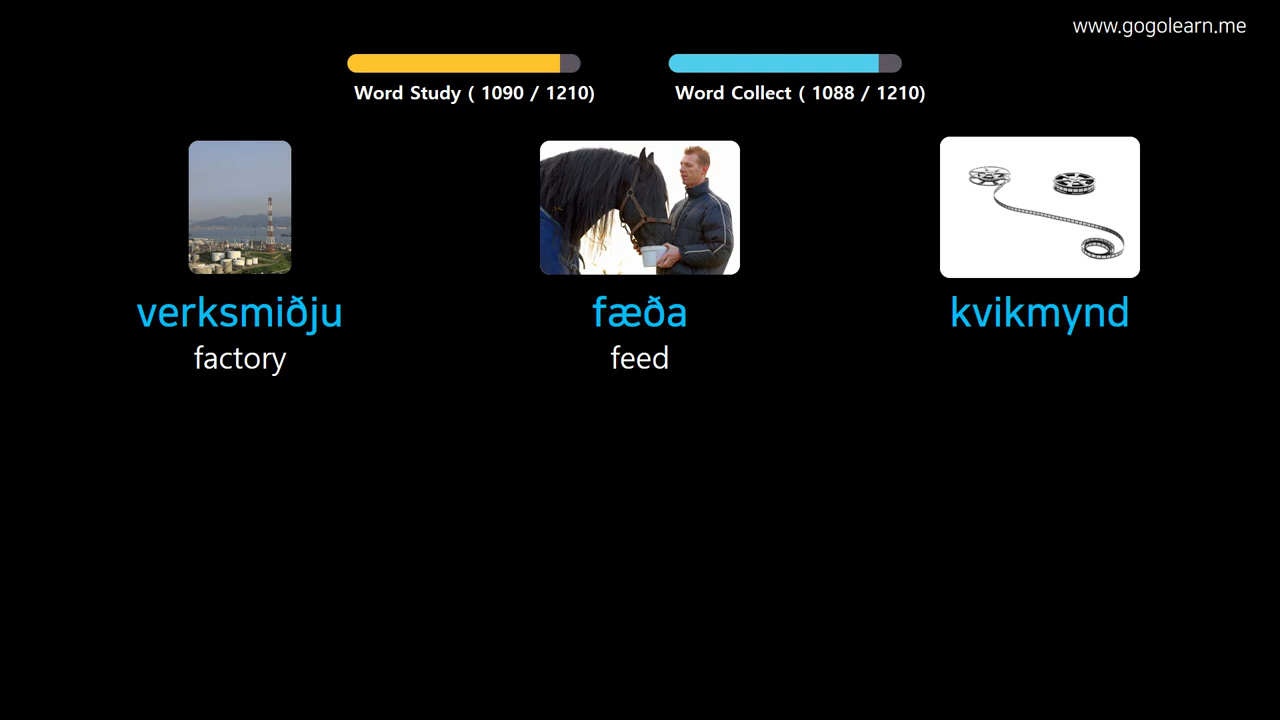 www.gogolearn.me
Word Study ( 1090 / 1210)
Word Collect ( 1088 / 1210)
verksmiðju
factory
fæða
feed
kvikmynd